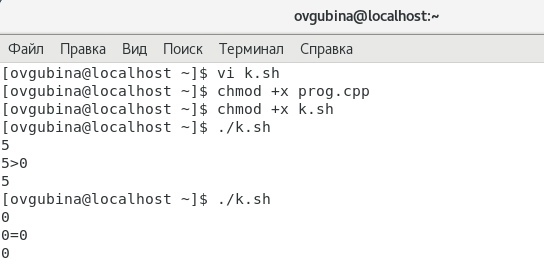 ovgubina@localhost:~
Файл Правка Вид Поиск Терминал Справка
[ovgubina@localhost ~]$ vi k.sh
[ovgubina@localhost ~]$ chmod +x prog.cpp
[ovgubina@localhost ~]$ chmod +x k.sh
[ovgubina@localhost ~]$ ./k.sh
5
5>0
5
[ovgubina@localhost ~]$ ./k.sh
0
0=0
0